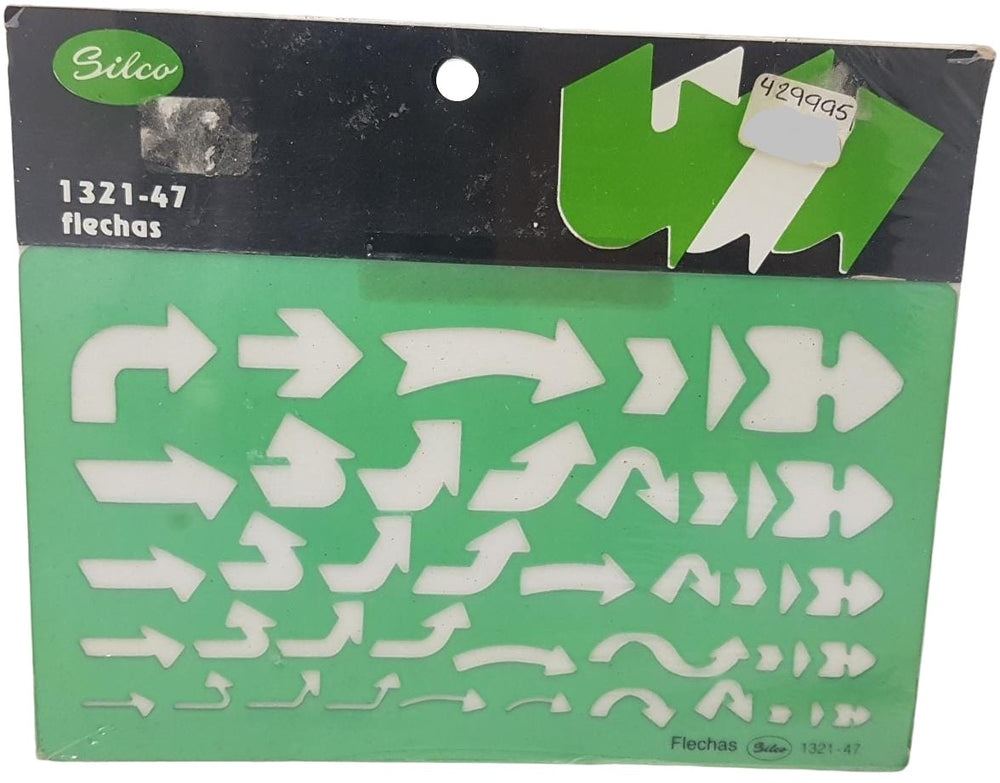 Silco
429995
1321-47
flechas
Flechas Silco 1321-47